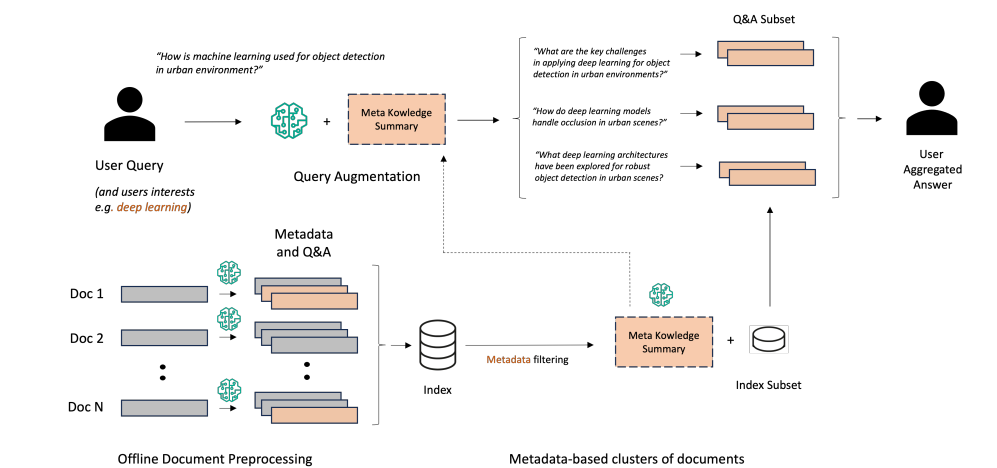 Q&A Subset
“How is machine learning used for object detection
in urban environment?”
“What are the key challenges
in applying deep learning for object
detection in urban environments?”
“How do deep learning models
handle occlusion in urban scenes?”
“What deep learning architectures
have been explored for robust
object detection in urban scenes?
+
Meta Kowledge
Summary
User Query
Query Augmentation
(and users interests
e.g. deep learning)
User
Aggregated
Answer
Metadata
and Q&A
Doc 1
Doc 2
Doc N
Index
Metadata filtering
Meta Kowledge
Summary
+
Index Subset
Offline Document Preprocessing
Metadata-based clusters of documents